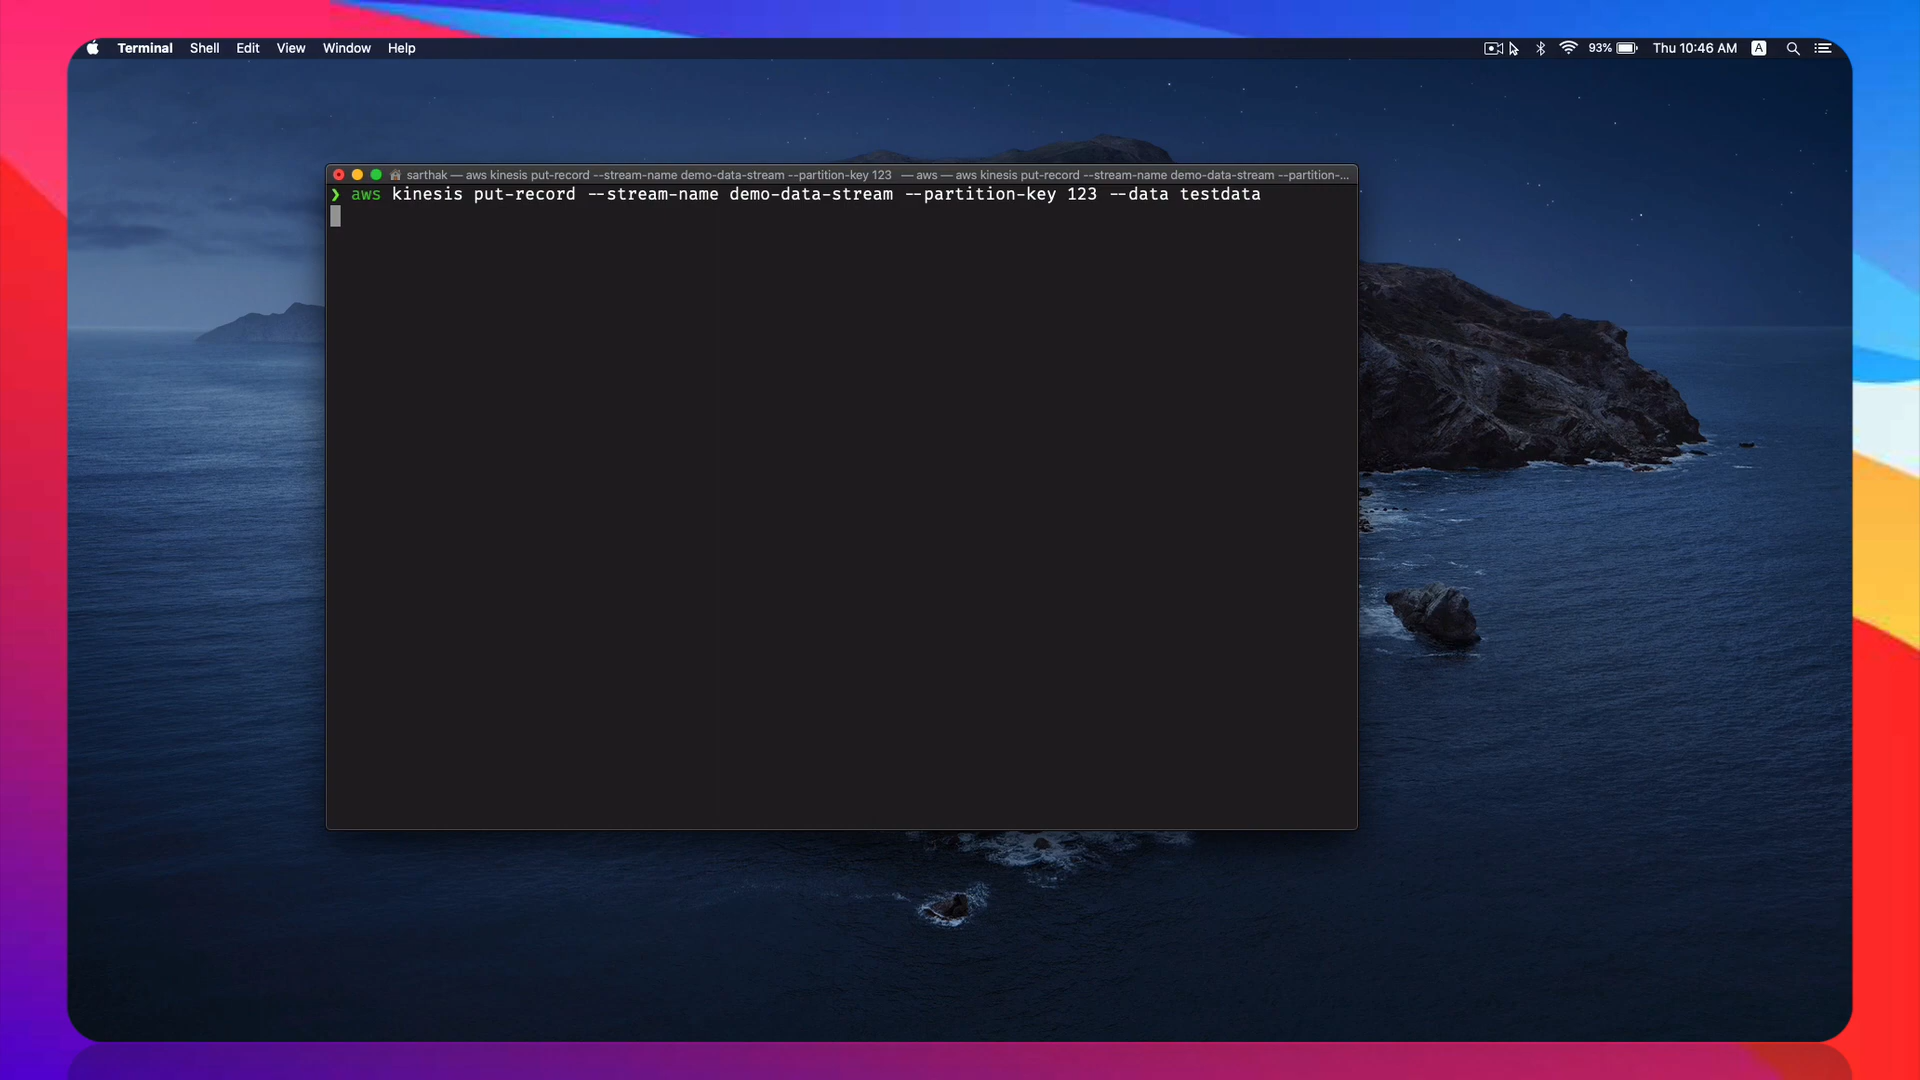 Terminal Shell Edit View Window Help 93% Thu 10:46 AM A
sarthak — aws kinesis put-record --stream-name demo-data-stream --partition-key 123 — aws — aws kinesis put-record --stream-name demo-data-stream --partition-...
❯ aws kinesis put-record --stream-name demo-data-stream --partition-key 123 --data testdata